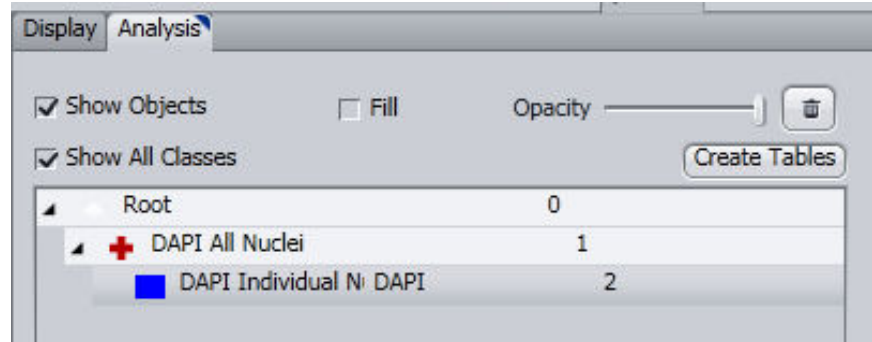 Display Analysis
Show Objects Fill Opacity
Show All Classes Create Tables
Root 0
DAPI All Nuclei 1
DAPI Individual DAPI 2